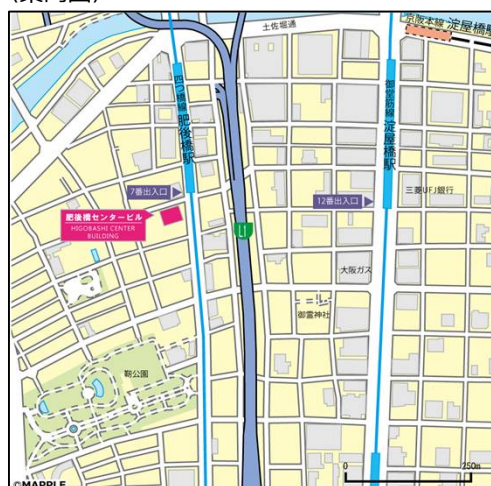 土佐堀通
京阪本線 淀屋橋駅
四つ橋線 肥後橋駅
御堂筋線 淀屋橋駅
7番出入口
12番出入口
三菱UFJ銀行
肥後橋センタービル
HIGOBASHI CENTER
BUILDING
L1
大阪ガス
御霊神社
靭公園
0 250m
©MAPPLE